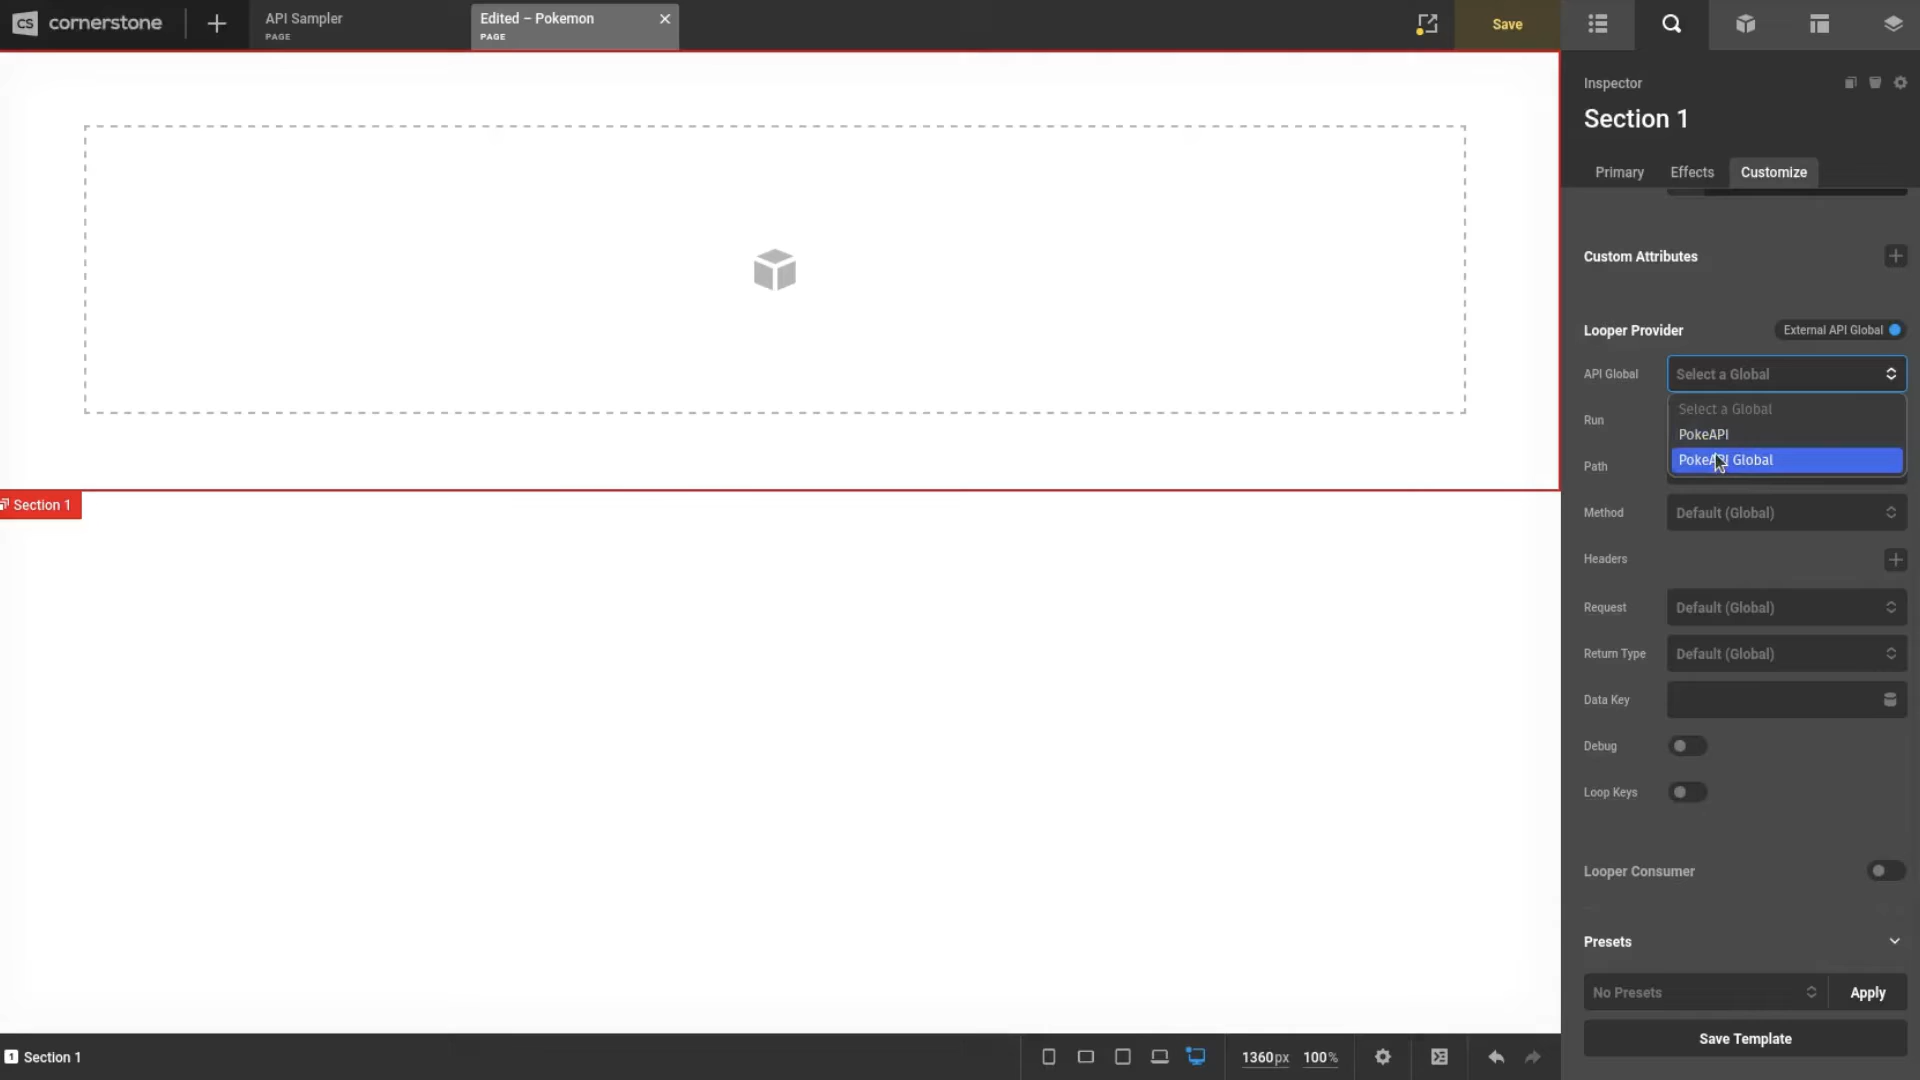 cs cornerstone
API Sampler
PAGE
Edited – Pokemon
PAGE
Save
Inspector
Section 1
Primary
Effects
Customize
Custom Attributes
Looper Provider
External API Global
API Global
Select a Global
Select a Global
PokeAPI
PokeAPI Global
Run
Path
Method
Default (Global)
Headers
Request
Default (Global)
Return Type
Default (Global)
Data Key
Debug
Loop Keys
Looper Consumer
Presets
No Presets
Apply
Save Template
Section 1
1 Section 1
1360px
100%